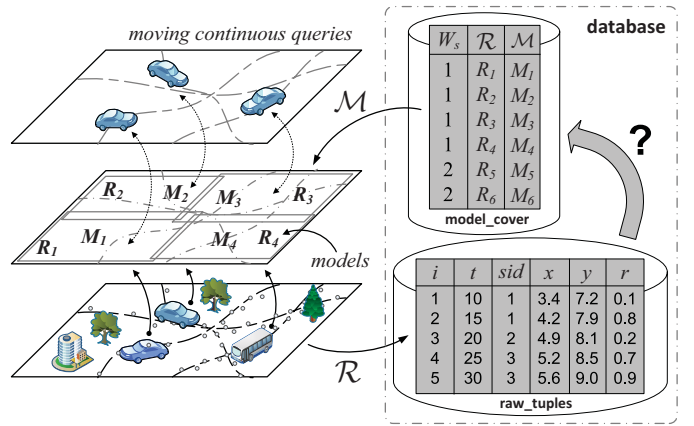 moving continuous queries
database
W_s R M
1 R_1 M_1
1 R_2 M_2
1 R_3 M_3
1 R_4 M_4
2 R_5 M_5
2 R_6 M_6
model_cover
M
?
R_2 M_2 M_3 R_3
R_1 M_1 M_4 R_4
models
R
i t sid x y r
1 10 1 3.4 7.2 0.1
2 15 1 4.2 7.9 0.8
3 20 2 4.9 8.1 0.2
4 25 3 5.2 8.5 0.7
5 30 3 5.6 9.0 0.9
raw_tuples